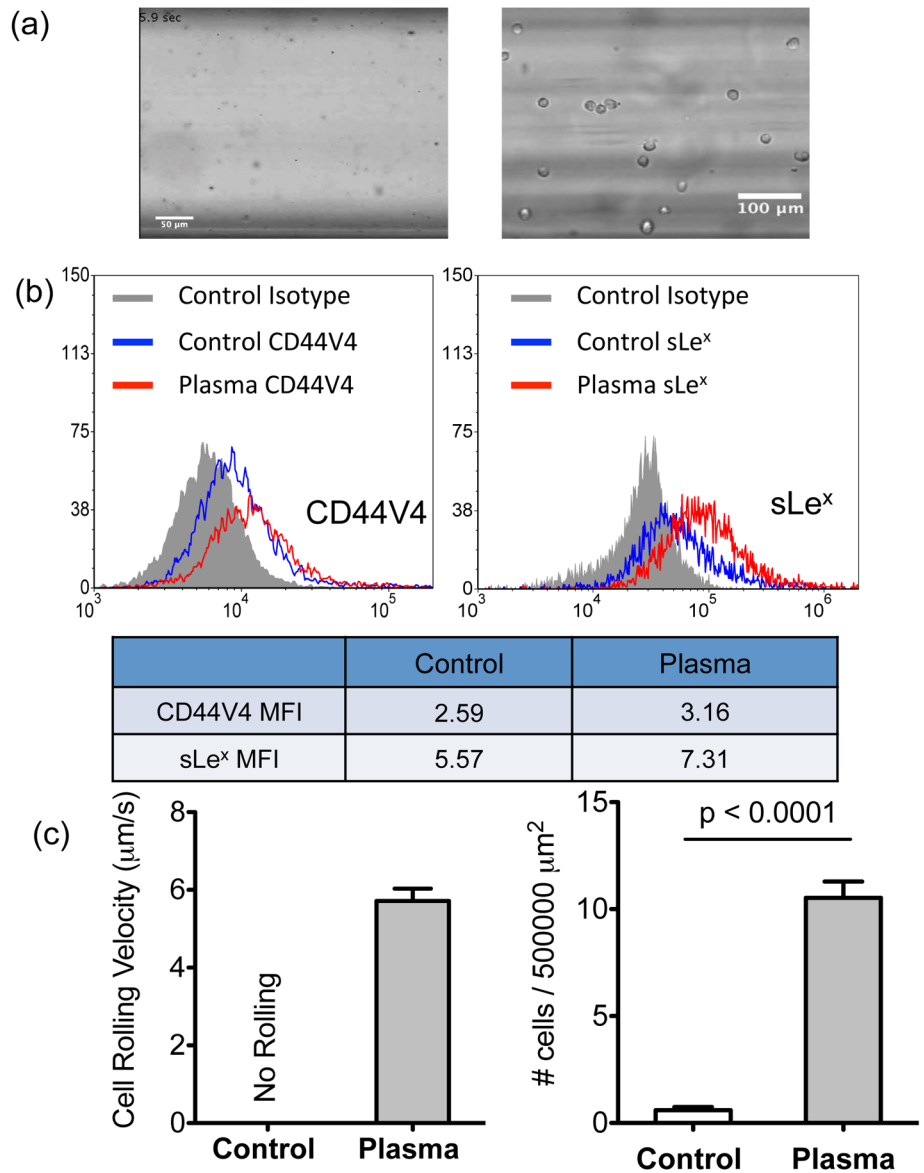 (a)
5.9 sec
50 µm
100 µm
(b)
150
113
75
38
0
10³ 10⁴ 10⁵
Control Isotype
Control CD44V4
Plasma CD44V4
CD44V4
150
113
75
38
0
10³ 10⁴ 10⁵ 10⁶
Control Isotype
Control sLeˣ
Plasma sLeˣ
sLeˣ
Control Plasma
CD44V4 MFI 2.59 3.16
sLeˣ MFI 5.57 7.31
(c)
Cell Rolling Velocity (µm/s)
8
6
4
2
0
No Rolling
Control Plasma
# cells / 500000 µm²
15
10
5
0
p < 0.0001
Control Plasma